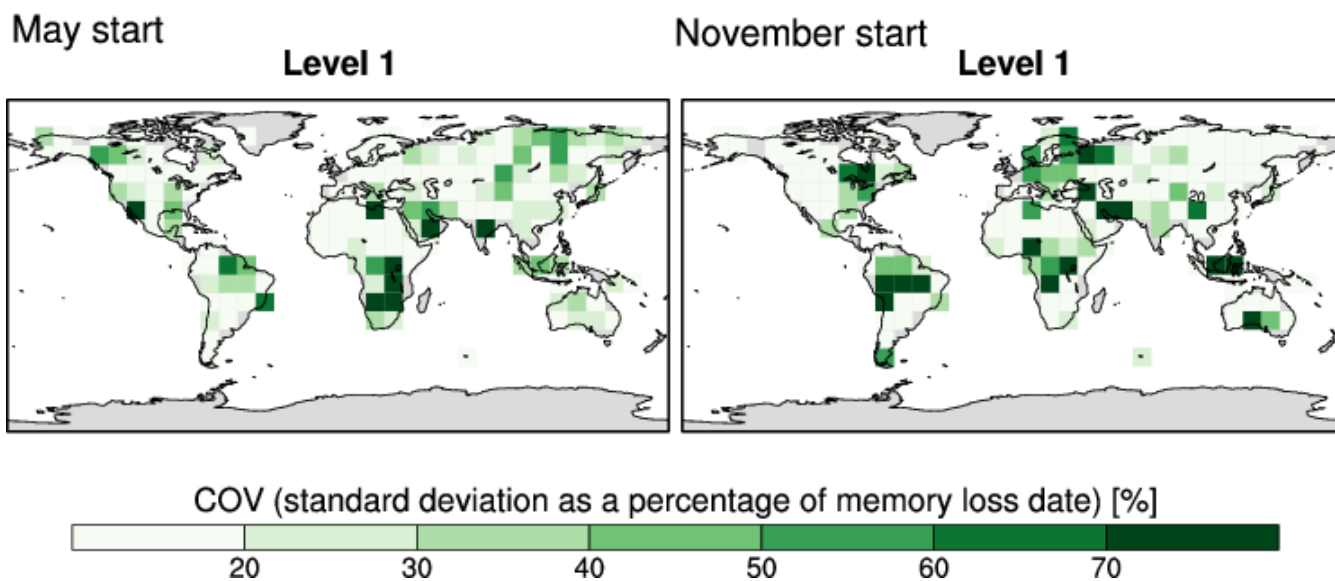 May start
Level 1
November start
Level 1
20
COV (standard deviation as a percentage of memory loss date) [%]
20 30 40 50 60 70